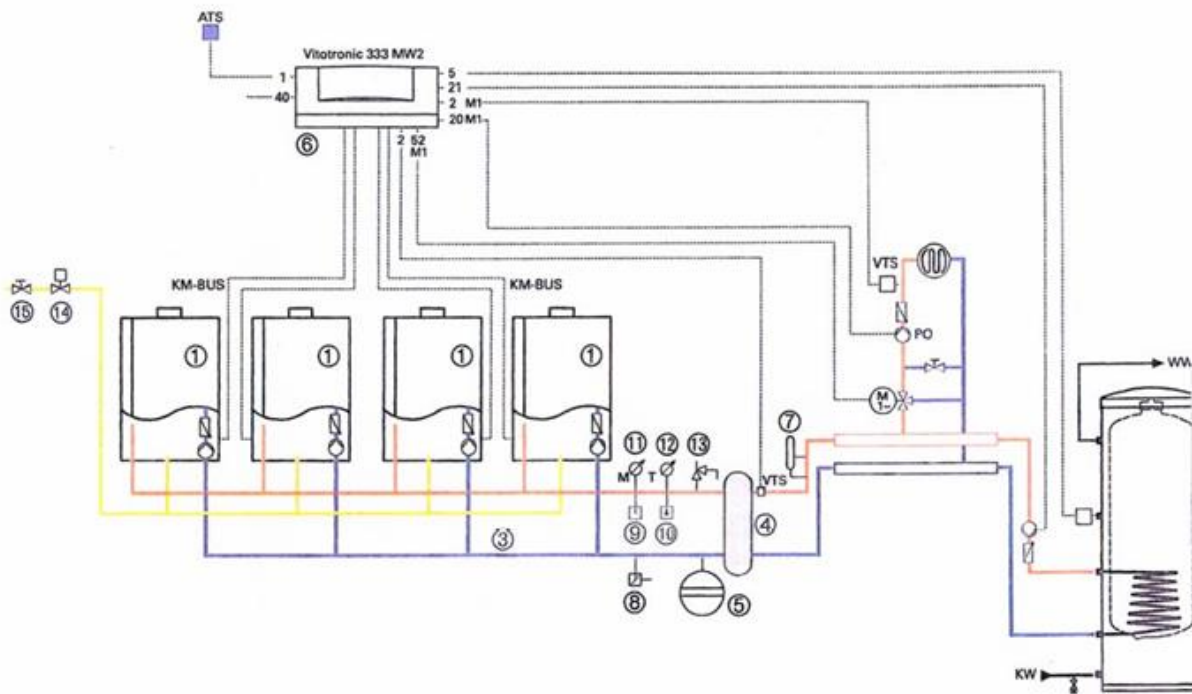 ATS
Vitotronic 333 MW2
1
5
21
40
2 M1
20 M1
⑥
2 52
M1
KM-BUS
KM-BUS
VTS
PO
⑮
⑭
①
①
①
①
M
1~
WW
⑦
⑪
⑫
⑬
M
T
VTS
⑨
⑩
④
③
⑧
⑤
KW